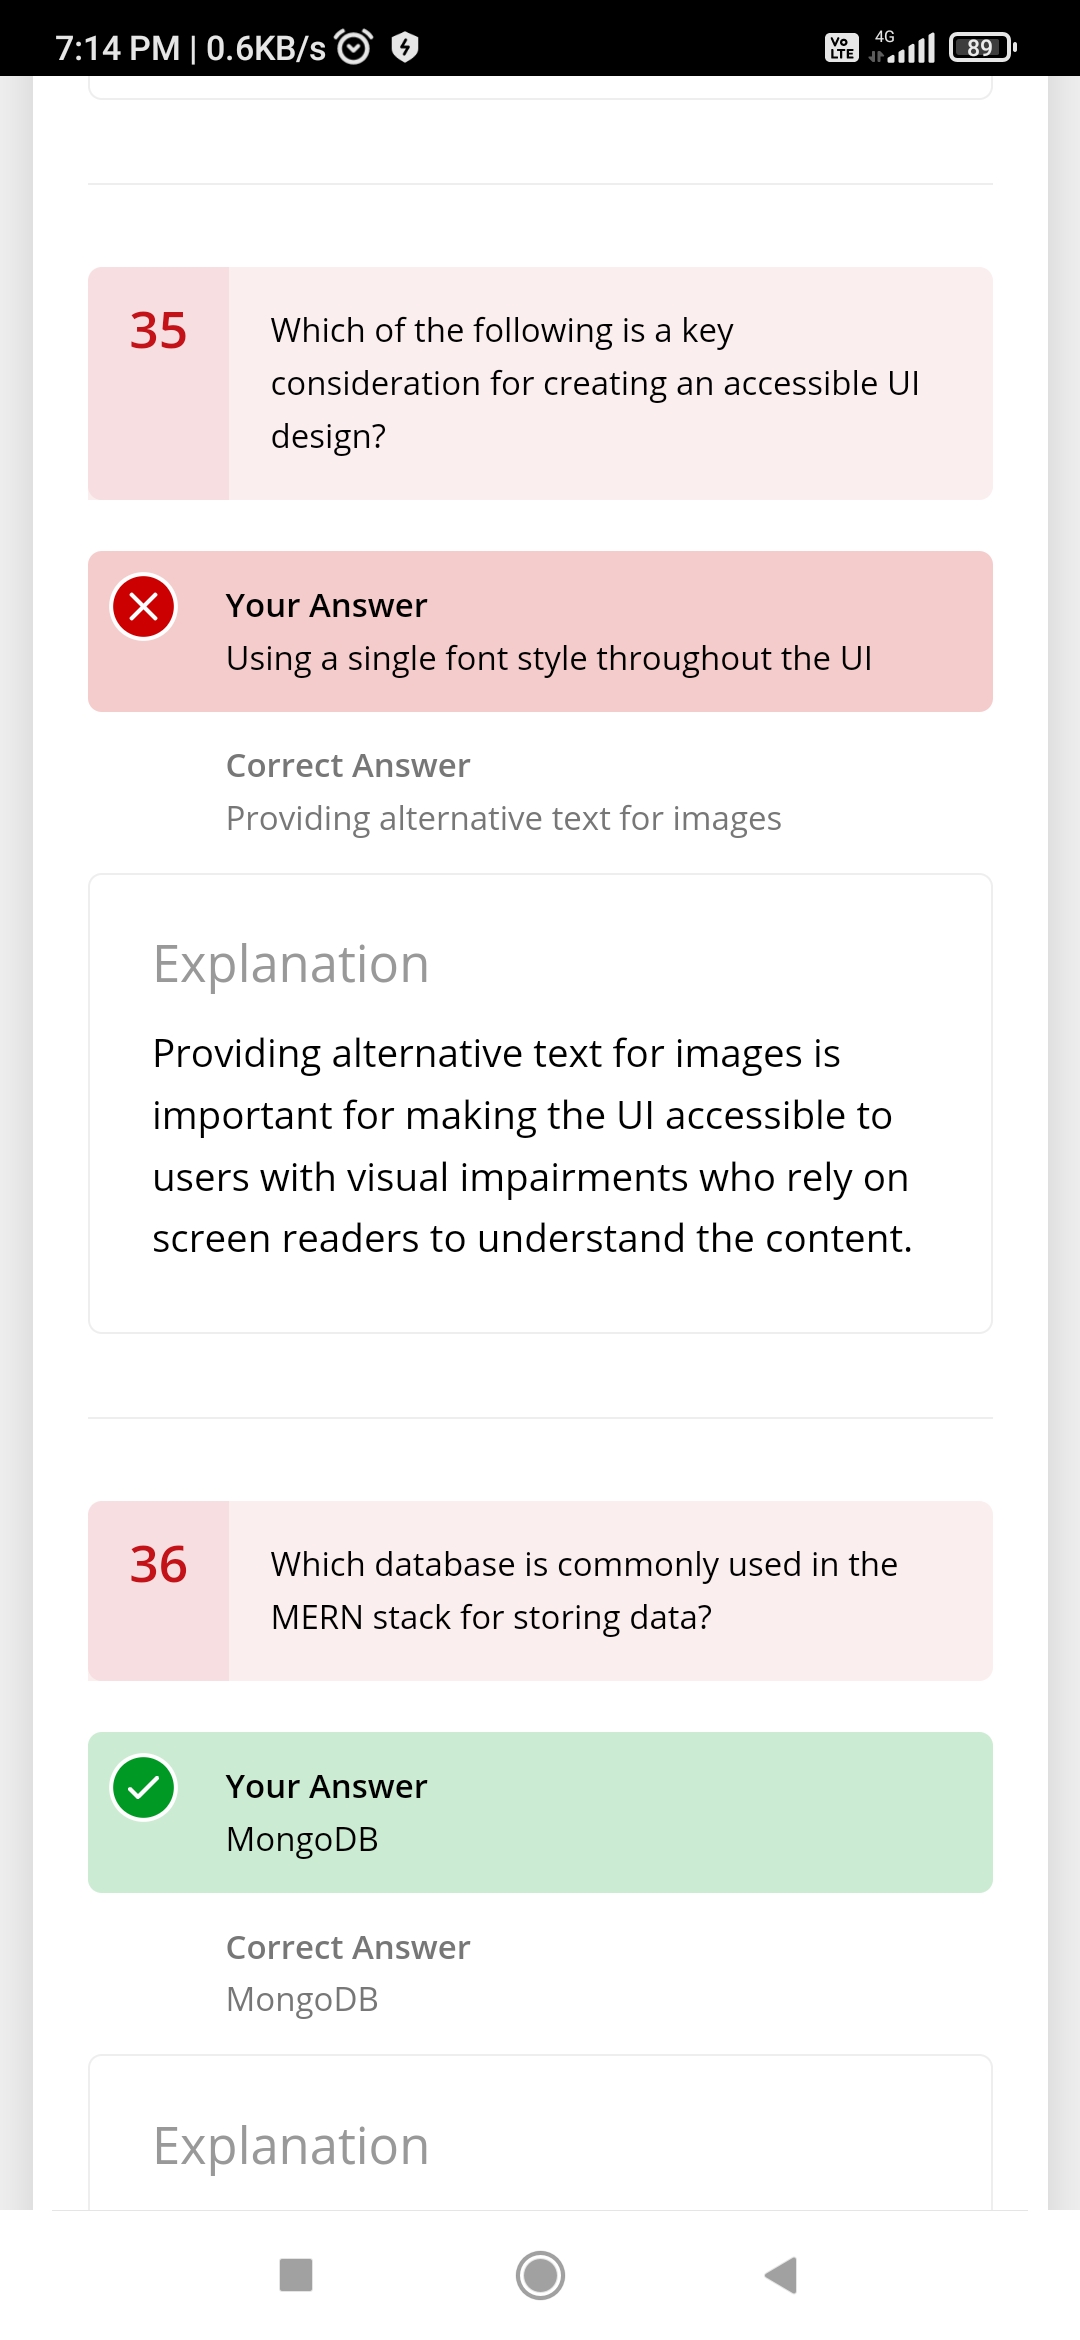 7:14 PM | 0.6KB/s
Vo LTE 4G 89
35
Which of the following is a key
consideration for creating an accessible UI
design?
Your Answer
Using a single font style throughout the UI
Correct Answer
Providing alternative text for images
Explanation
Providing alternative text for images is
important for making the UI accessible to
users with visual impairments who rely on
screen readers to understand the content.
36
Which database is commonly used in the
MERN stack for storing data?
Your Answer
MongoDB
Correct Answer
MongoDB
Explanation